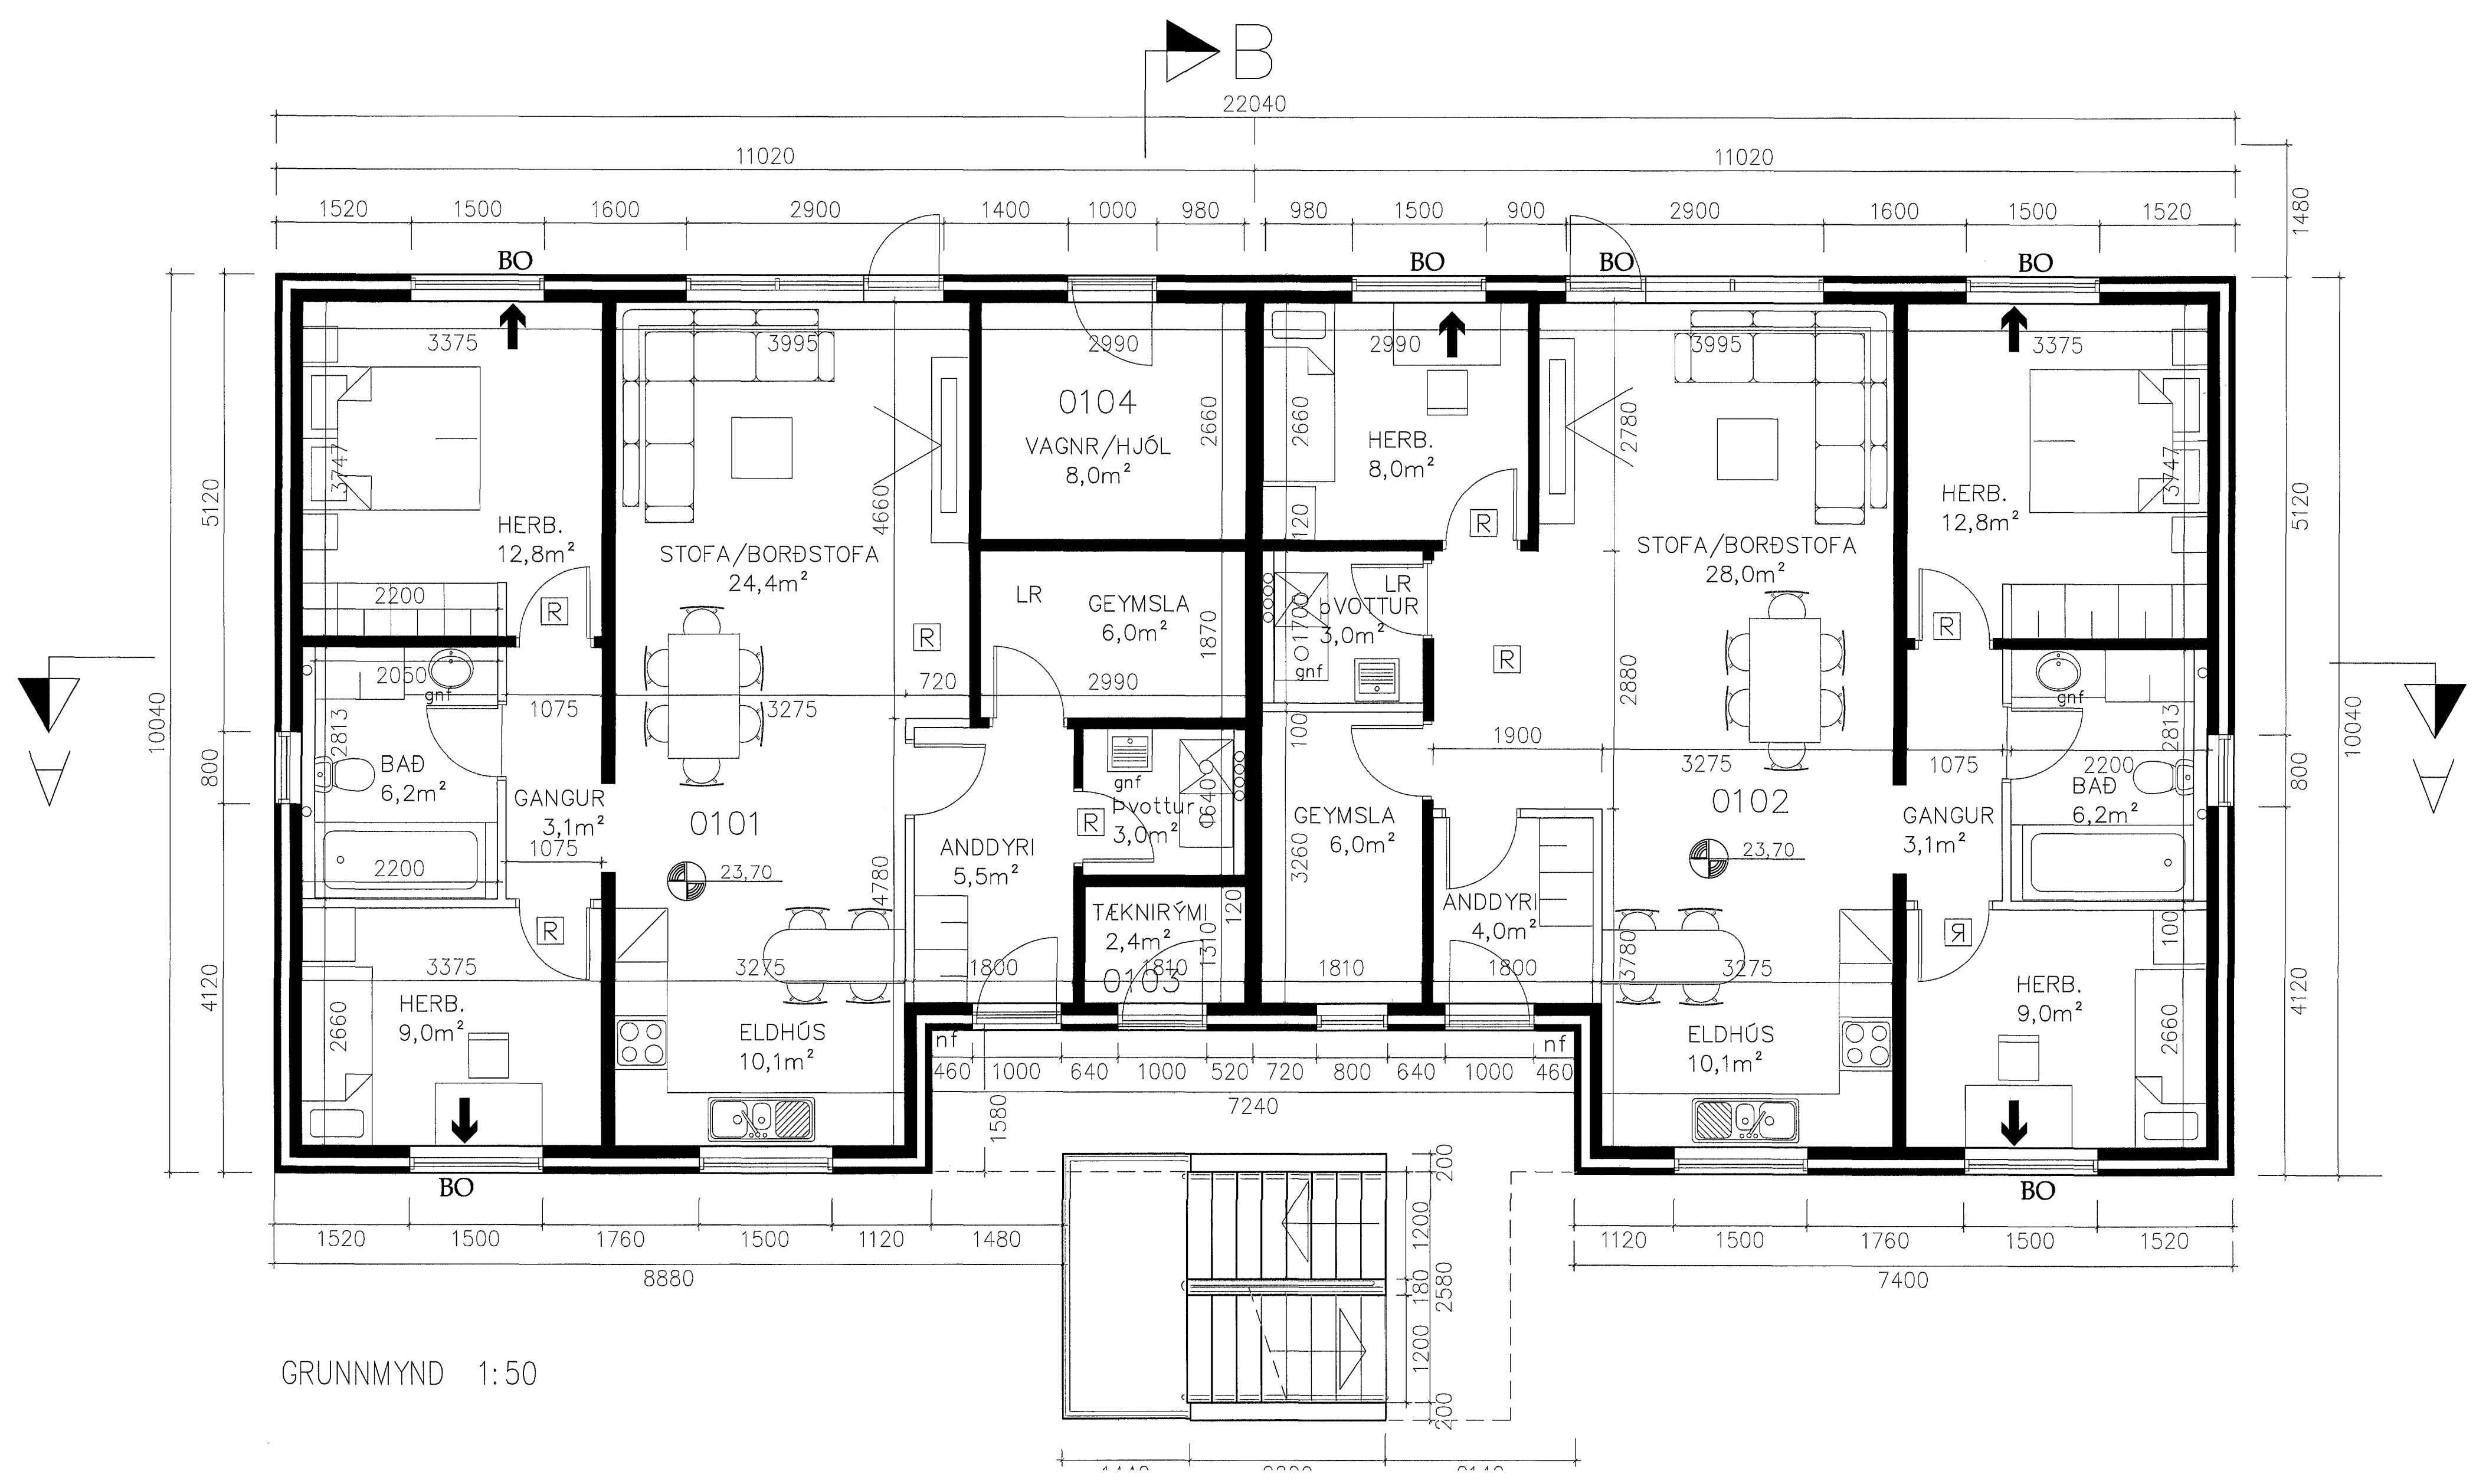 B
22040
11020
11020
1520 1500 1600 2900 1400 1000 980 980 1500 900 2900 1600 1500 1520
1480
BO
BO
BO
BO
3375
3995
2990
2990
3995
3375
0104
VAGNR/HJÓL
8,0m²
2660
2660
HERB.
8,0m²
120
R
2780
3747
HERB.
12,8m²
2200
R
STOFA/BORÐSTOFA
24,4m²
4660
R
LR
GEYMSLA
6,0m²
1870
LR
ÞVOTTUR
3,0m²
1700
gnf
R
STOFA/BORÐSTOFA
28,0m²
HERB.
12,8m²
3747
R
5120
5120
2050
gnf
1075
3275
720
2990
2880
2813
BAÐ
6,2m²
GANGUR
3,1m²
1075
2200
0101
23,70
4780
ANDDYRI
5,5m²
gnf
Þvottur
3,0m²
1640
R
100
GEYMSLA
6,0m²
3260
1900
3275
0102
23,70
1075
GANGUR
3,1m²
gnf
2813
2200
BAÐ
6,2m²
10040
800
10040
800
A
A
R
TÆKNIRÝMI
2,4m²
0103
120
1310
ANDDYRI
4,0m²
3780
R
100
3375
3275
1800
1810
1810
1800
3275
HERB.
9,0m²
2660
ELDHÚS
10,1m²
ELDHÚS
10,1m²
HERB.
9,0m²
2660
4120
4120
nf
nf
460 1000 640 1000 520 720 800 640 1000 460
7240
1580
BO
BO
1520 1500 1760 1500 1120 1480
8880
1120 1500 1760 1500 1520
7400
200
1200
180
2580
1200
200
GRUNNMYND 1:50